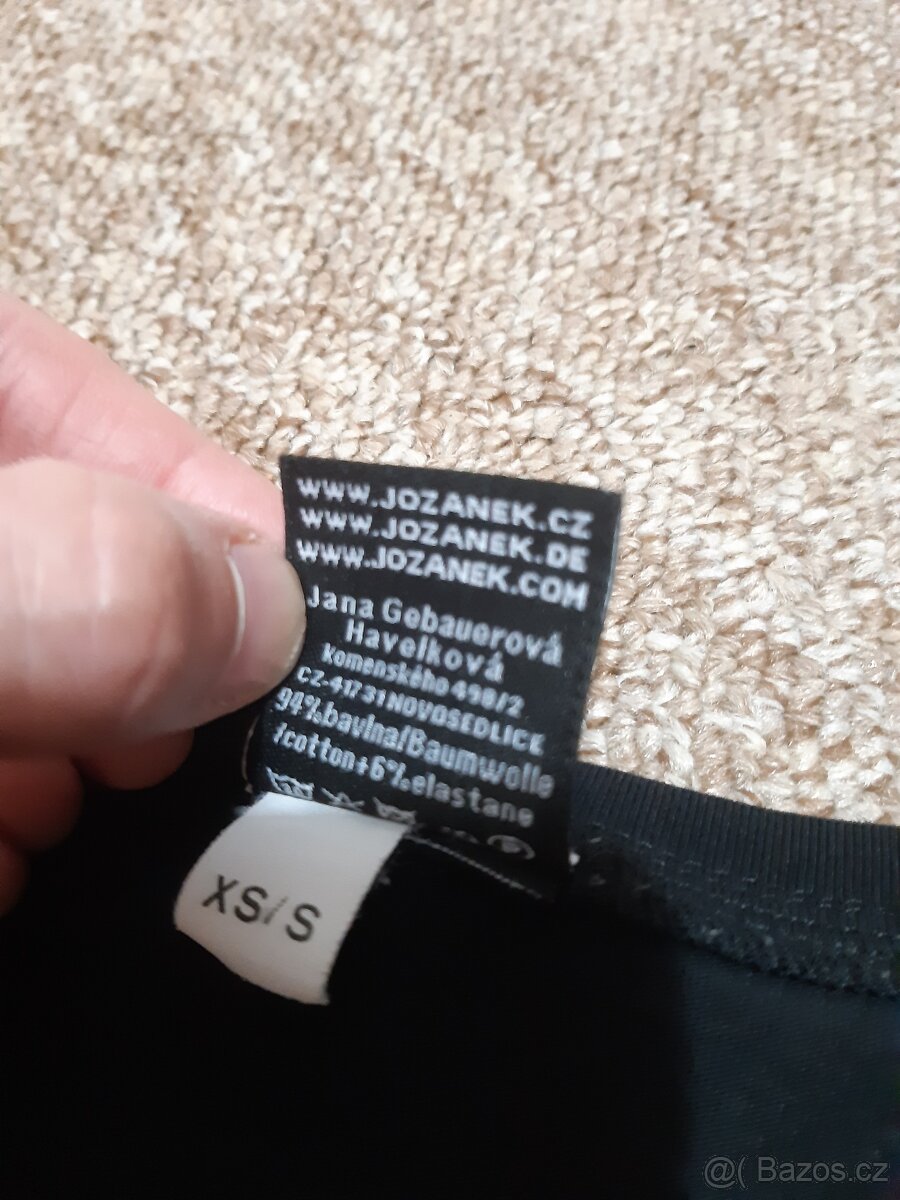 WWW.JOZANEK.CZ
WWW.JOZANEK.DE
WWW.JOZANEK.COM
Jana Gebauerová
Havelková
Komenského 498/2
CZ-41731 NOVOSEDLICE
94%bavlna/Baumwolle
/cotton+6%elastane
XS/S
@( Bazos.cz